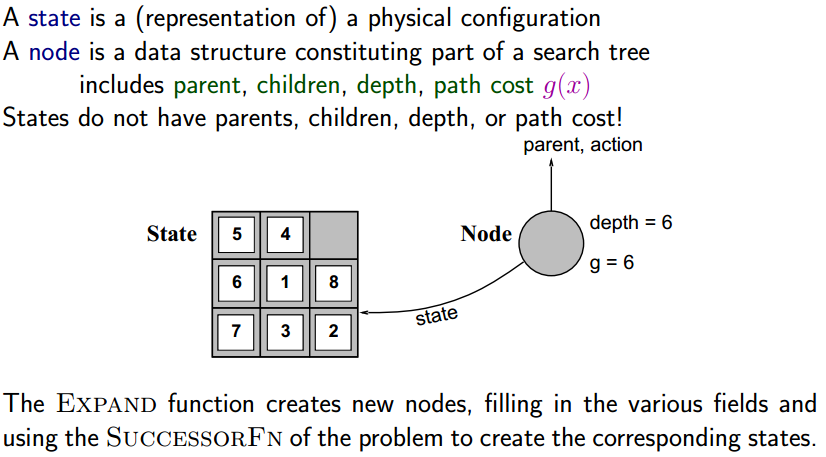 A state is a (representation of) a physical configuration
A node is a data structure constituting part of a search tree
includes parent, children, depth, path cost g(x)
States do not have parents, children, depth, or path cost!
parent, action
State
5 4
6 1 8
7 3 2
Node
depth = 6
g = 6
state
The EXPAND function creates new nodes, filling in the various fields and
using the SUCCESSORFN of the problem to create the corresponding states.